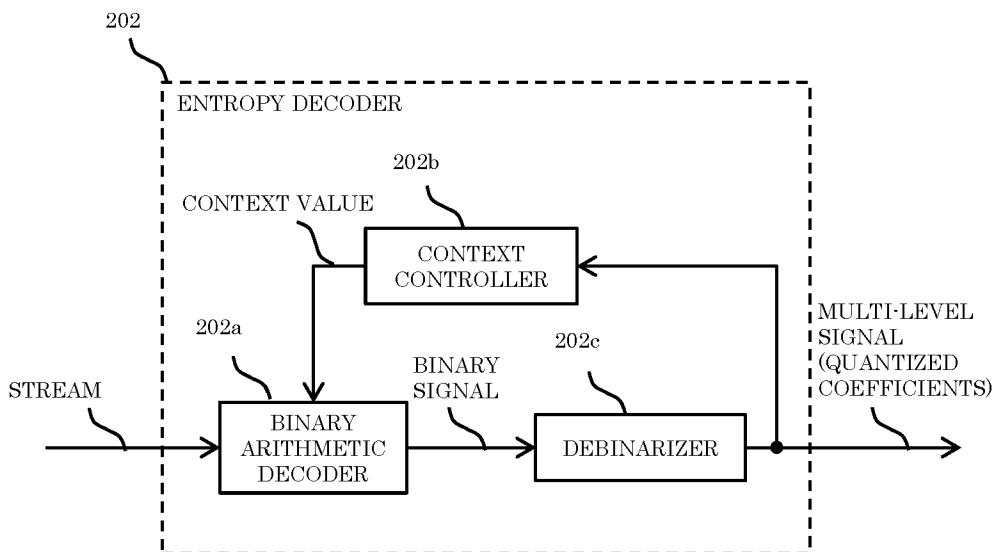 202
ENTROPY DECODER
202b
CONTEXT VALUE
CONTEXT
CONTROLLER
MULTI-LEVEL
SIGNAL
(QUANTIZED
COEFFICIENTS)
202a
202c
BINARY
SIGNAL
STREAM
BINARY
ARITHMETIC
DECODER
DEBINARIZER